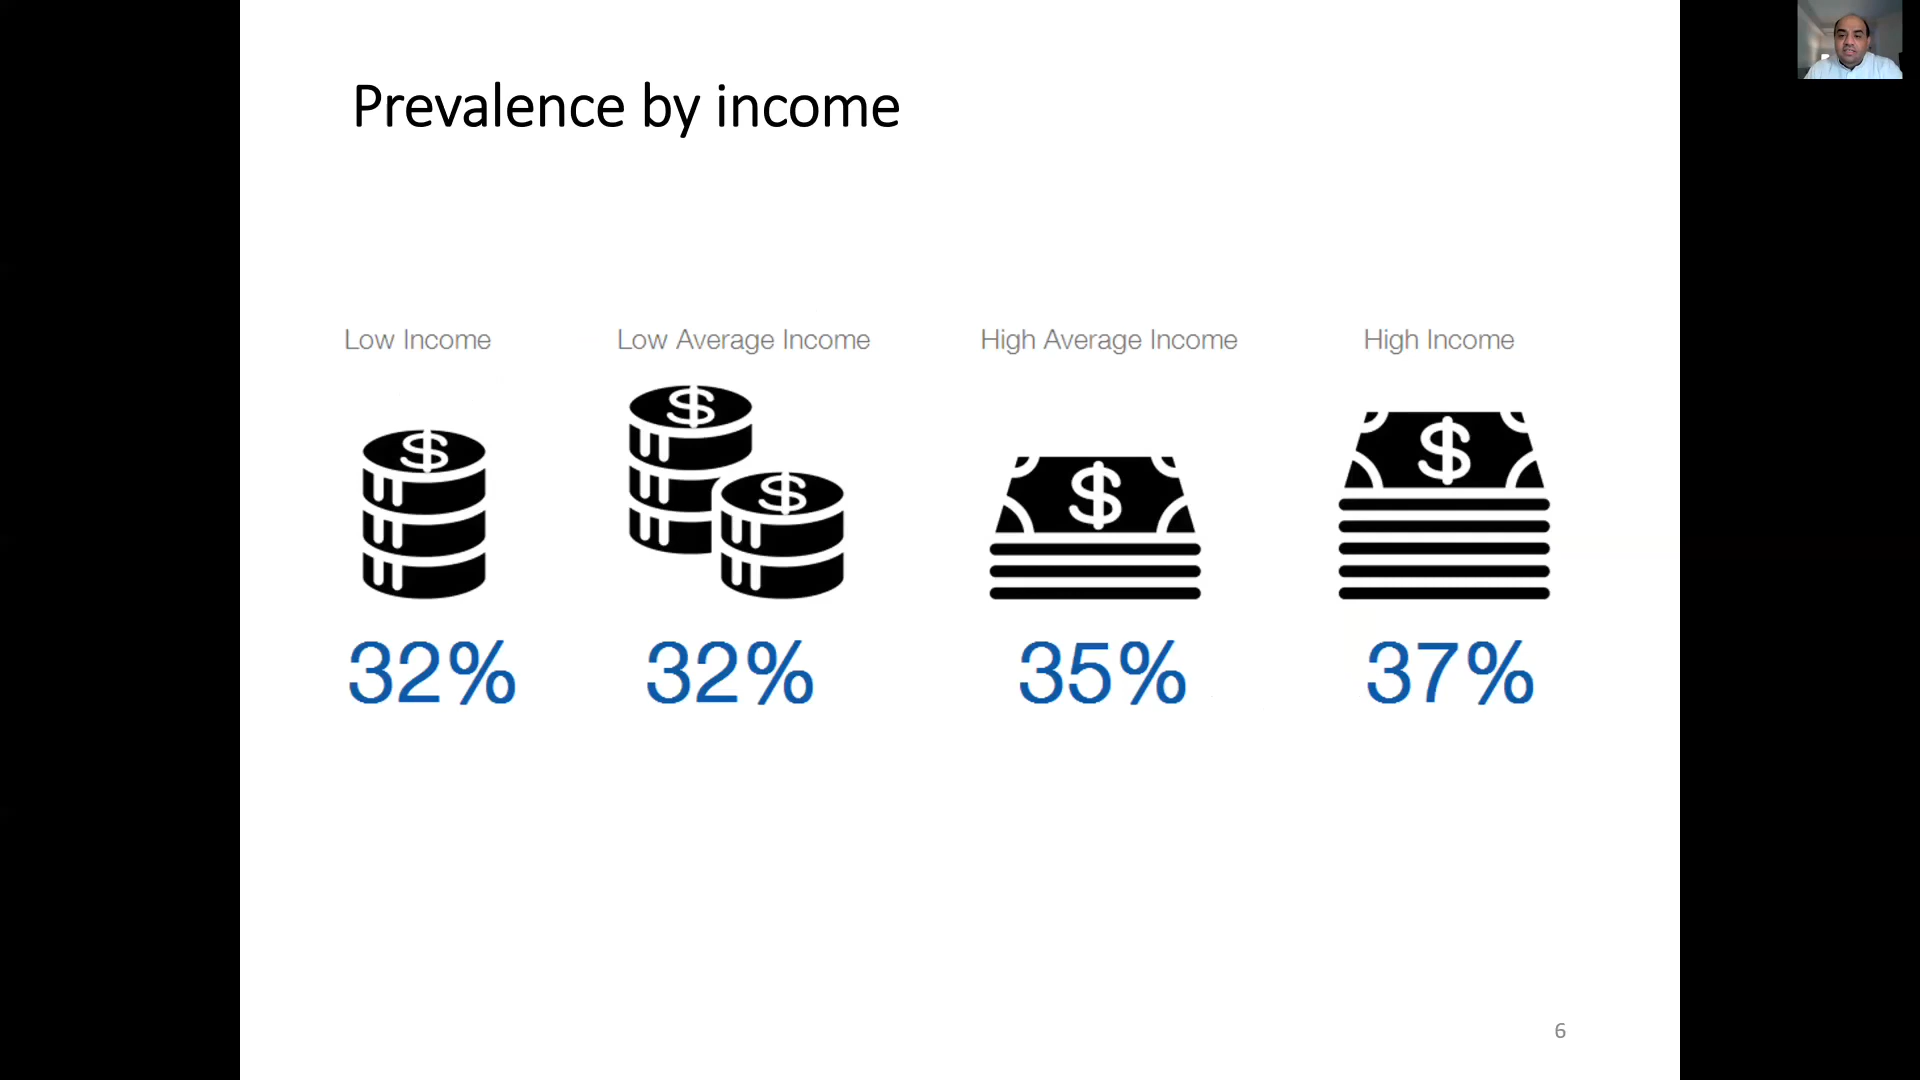 Prevalence by income
Low Income
Low Average Income
High Average Income
High Income
$
$
$
$
$
32%
32%
35%
37%
6